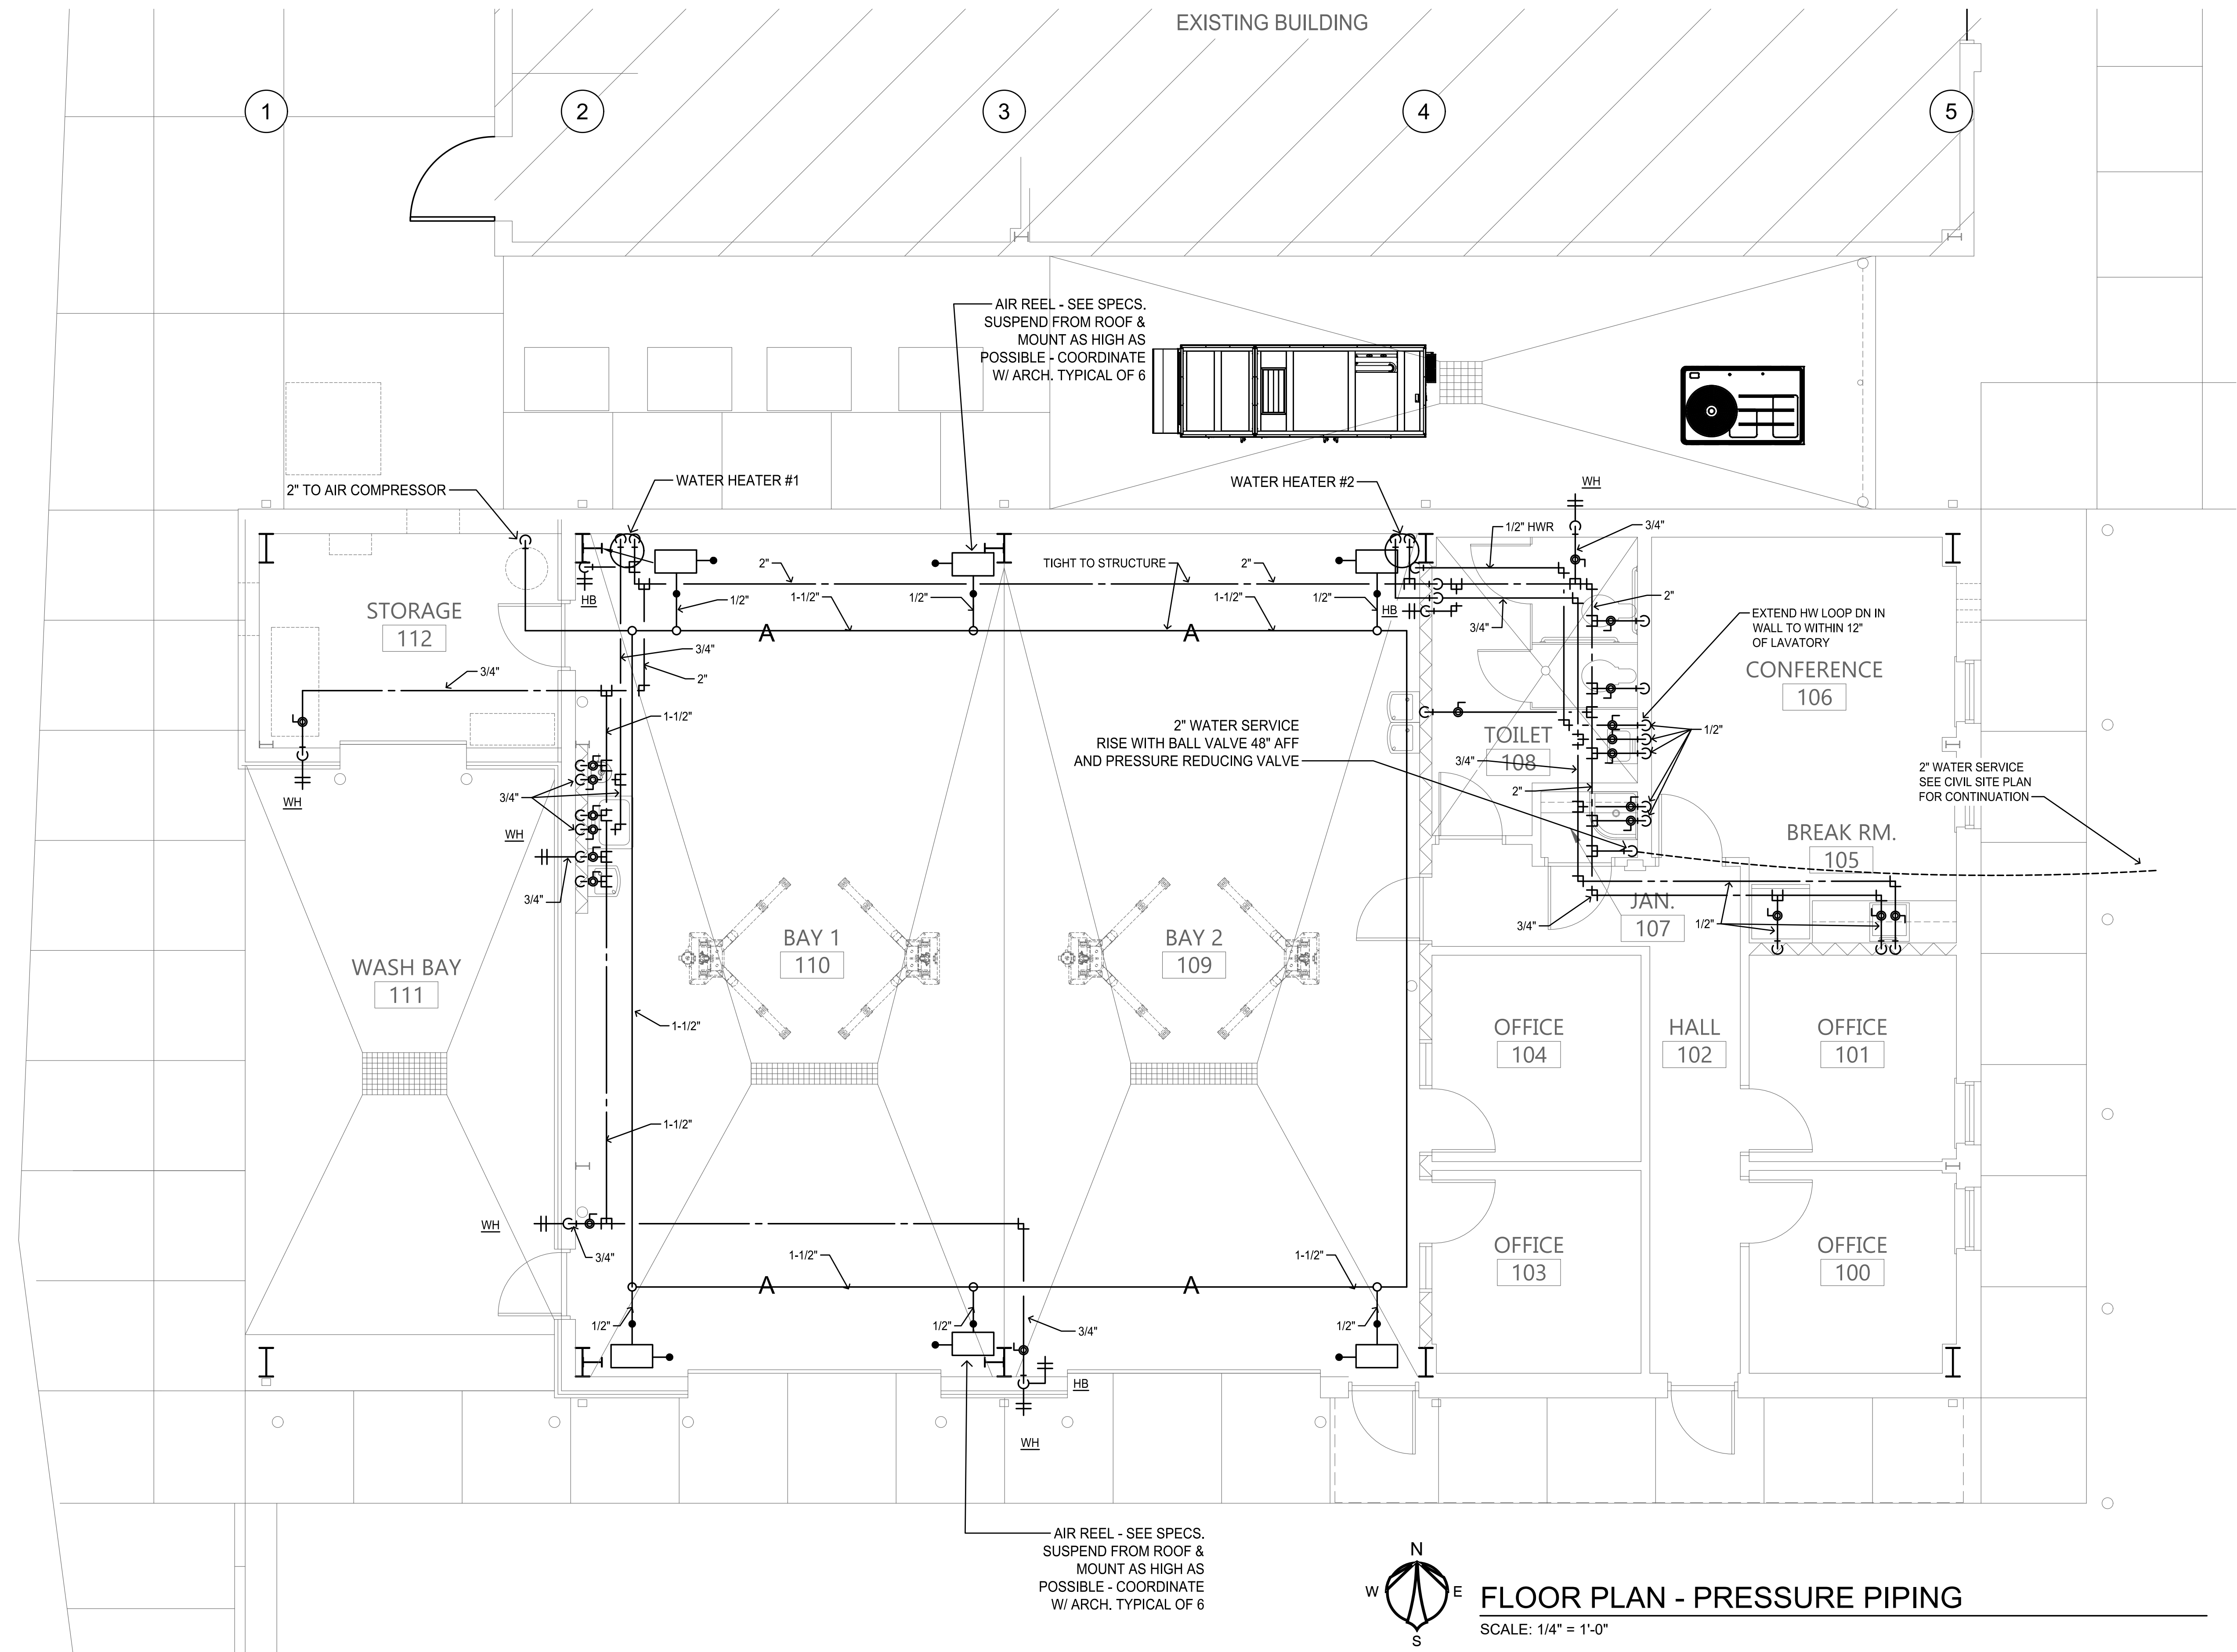 EXISTING BUILDING
1
2
3
4
5
AIR REEL - SEE SPECS.
SUSPEND FROM ROOF &
MOUNT AS HIGH AS
POSSIBLE - COORDINATE
W/ ARCH. TYPICAL OF 6
2" TO AIR COMPRESSOR
WATER HEATER #1
WATER HEATER #2
WH
1/2" HWR
3/4"
2"
TIGHT TO STRUCTURE
2"
HB
1/2"
1-1/2"
1/2"
1-1/2"
1/2"
HB
2"
3/4"
A
A
STORAGE
112
3/4"
2"
3/4"
1-1/2"
EXTEND HW LOOP DN IN
WALL TO WITHIN 12"
OF LAVATORY
CONFERENCE
106
2" WATER SERVICE
RISE WITH BALL VALVE 48" AFF
AND PRESSURE REDUCING VALVE
TOILET
108
1/2"
3/4"
2"
2" WATER SERVICE
SEE CIVIL SITE PLAN
FOR CONTINUATION
WH
3/4"
WH
3/4"
BREAK RM.
105
JAN.
107
3/4"
1/2"
WASH BAY
111
BAY 1
110
BAY 2
109
1-1/2"
OFFICE
104
HALL
102
OFFICE
101
1-1/2"
WH
3/4"
1-1/2"
1-1/2"
OFFICE
103
OFFICE
100
A
A
1/2"
1/2"
3/4"
1/2"
HB
WH
AIR REEL - SEE SPECS.
SUSPEND FROM ROOF &
MOUNT AS HIGH AS
POSSIBLE - COORDINATE
W/ ARCH. TYPICAL OF 6
N
W
E
S
FLOOR PLAN - PRESSURE PIPING
SCALE: 1/4" = 1'-0"